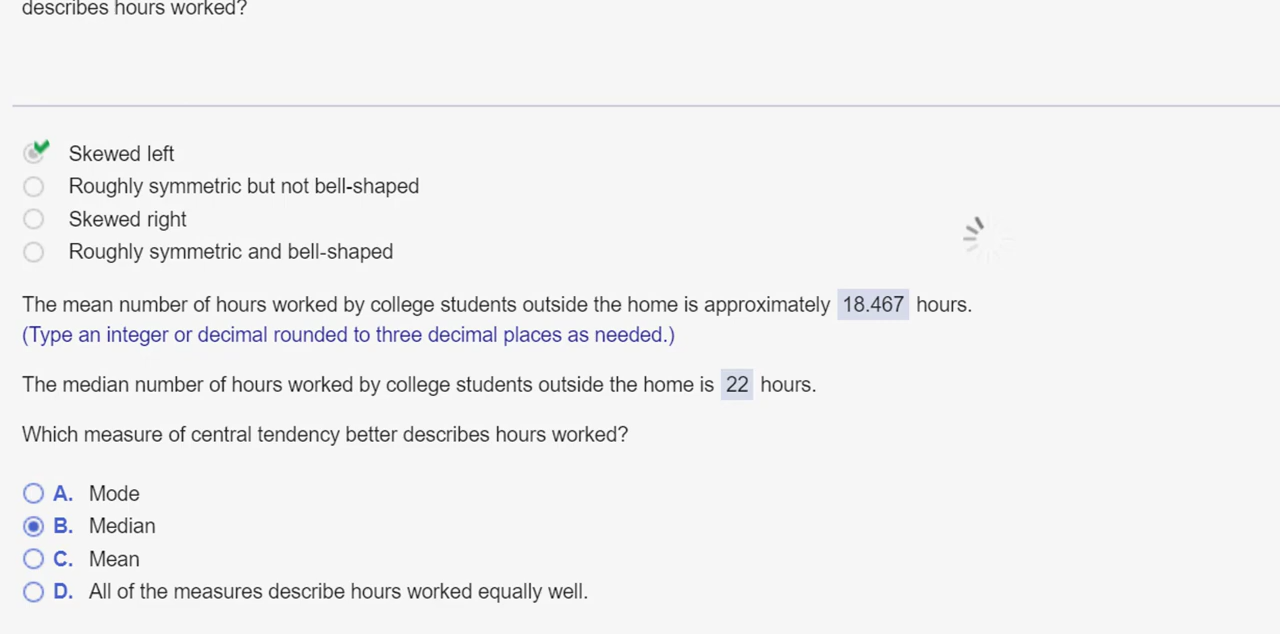 describes hours worked?
Skewed left
Roughly symmetric but not bell-shaped
Skewed right
Roughly symmetric and bell-shaped
The mean number of hours worked by college students outside the home is approximately 18.467 hours.
(Type an integer or decimal rounded to three decimal places as needed.)
The median number of hours worked by college students outside the home is 22 hours.
Which measure of central tendency better describes hours worked?
A. Mode
B. Median
C. Mean
D. All of the measures describe hours worked equally well.